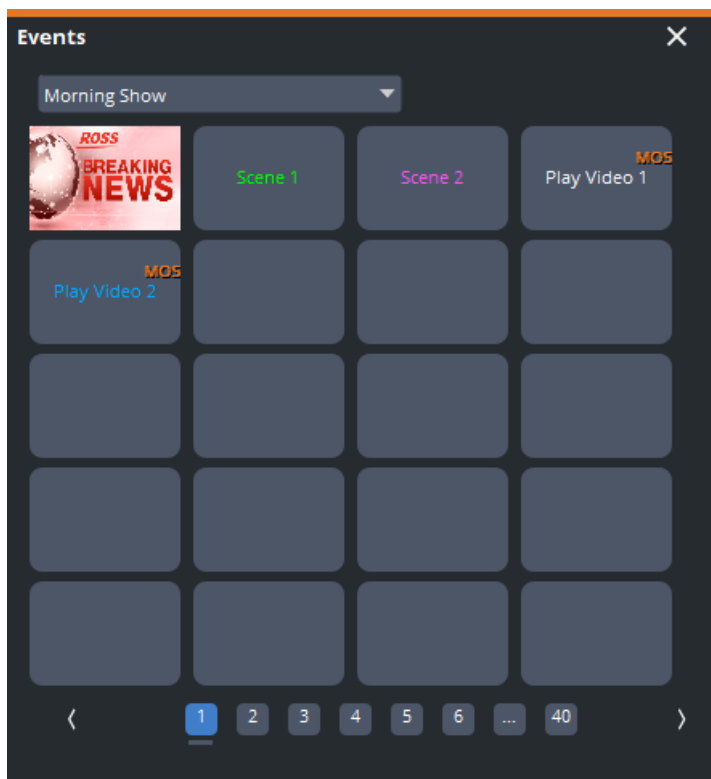 Events
Morning Show
ROSS
BREAKING
NEWS
Scene 1
Scene 2
MOS
Play Video 1
MOS
Play Video 2
1 2 3 4 5 6 ... 40